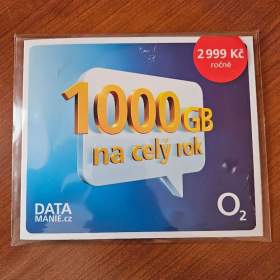 2 999 Kč
ročně
1000GB
na celý rok
DATA
MANIE.cz
O2